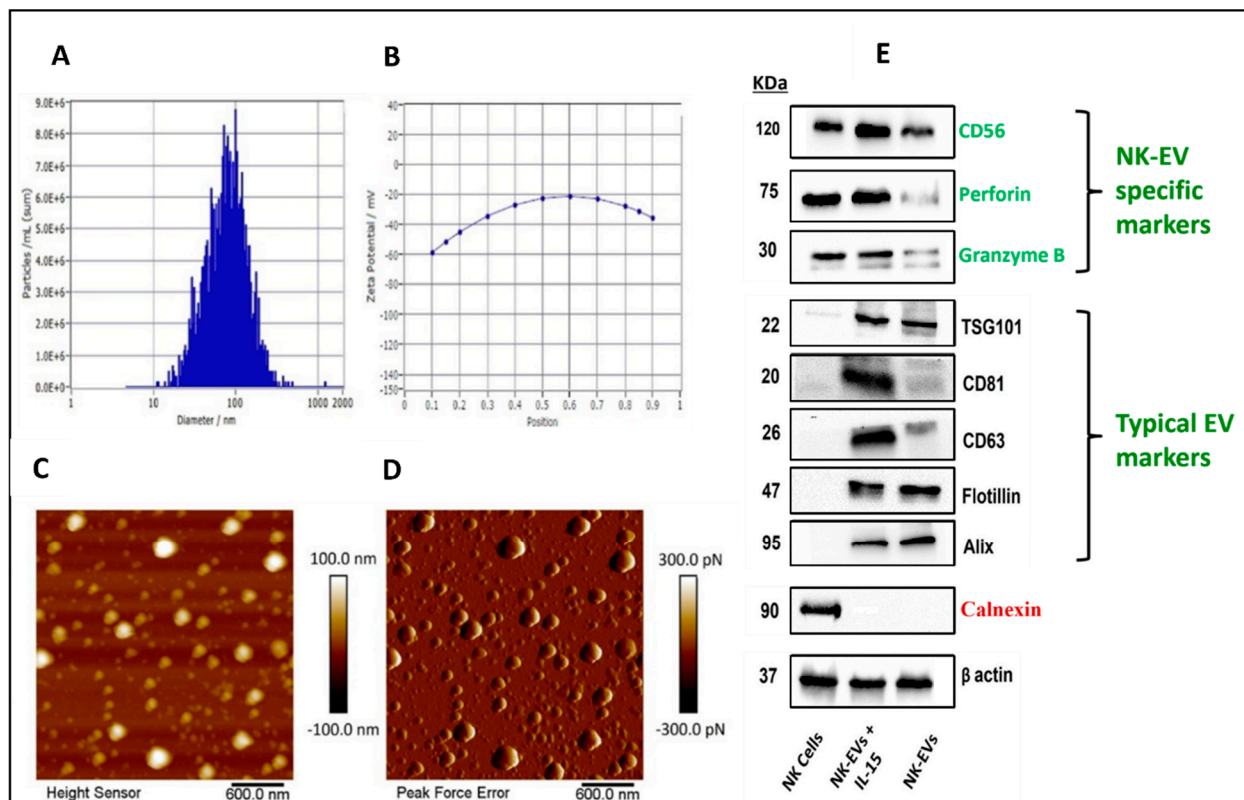 A
B
E
9.0E+6
8.0E+6
7.0E+6
6.0E+6
5.0E+6
4.0E+6
3.0E+6
2.0E+6
1.0E+6
0.0E+0
Particles /mL (sum)
1
10
100
1000
2000
Diameter / nm
40
20
0
-20
-40
-60
-80
-100
-120
-140
-150
Zeta Potential / mV
0
0.1
0.2
0.3
0.4
0.5
0.6
0.7
0.8
0.9
1
Position
C
D
100.0 nm
-100.0 nm
Height Sensor
600.0 nm
300.0 pN
-300.0 pN
Peak Force Error
600.0 nm
KDa
120
CD56
75
Perforin
30
Granzyme B
NK-EV
specific
markers
22
TSG101
20
CD81
26
CD63
47
Flotillin
95
Alix
Typical EV
markers
90
Calnexin
37
β actin
NK Cells
NK-EVs +
IL-15
NK-EVs